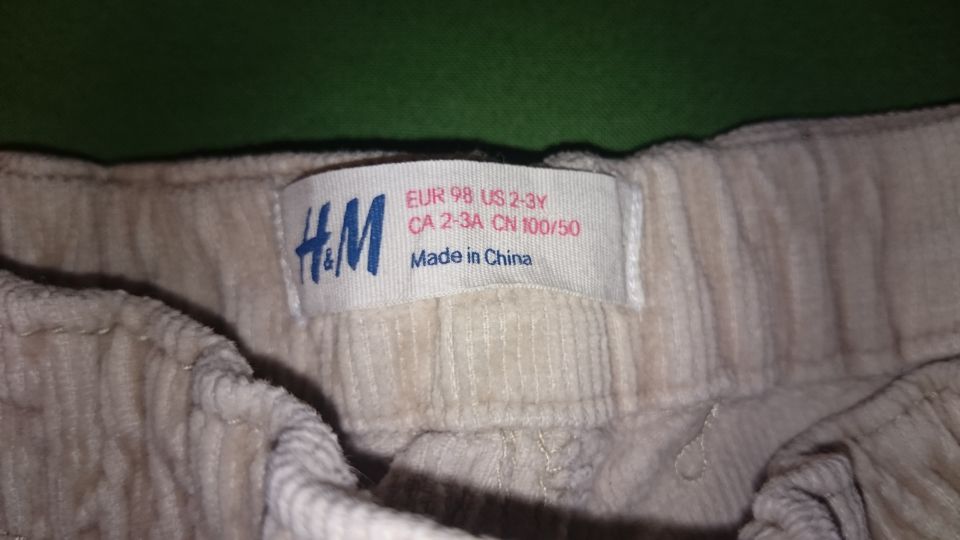 H&M
EUR 98 US 2-3Y
CA 2-3A CN 100/50
Made in China